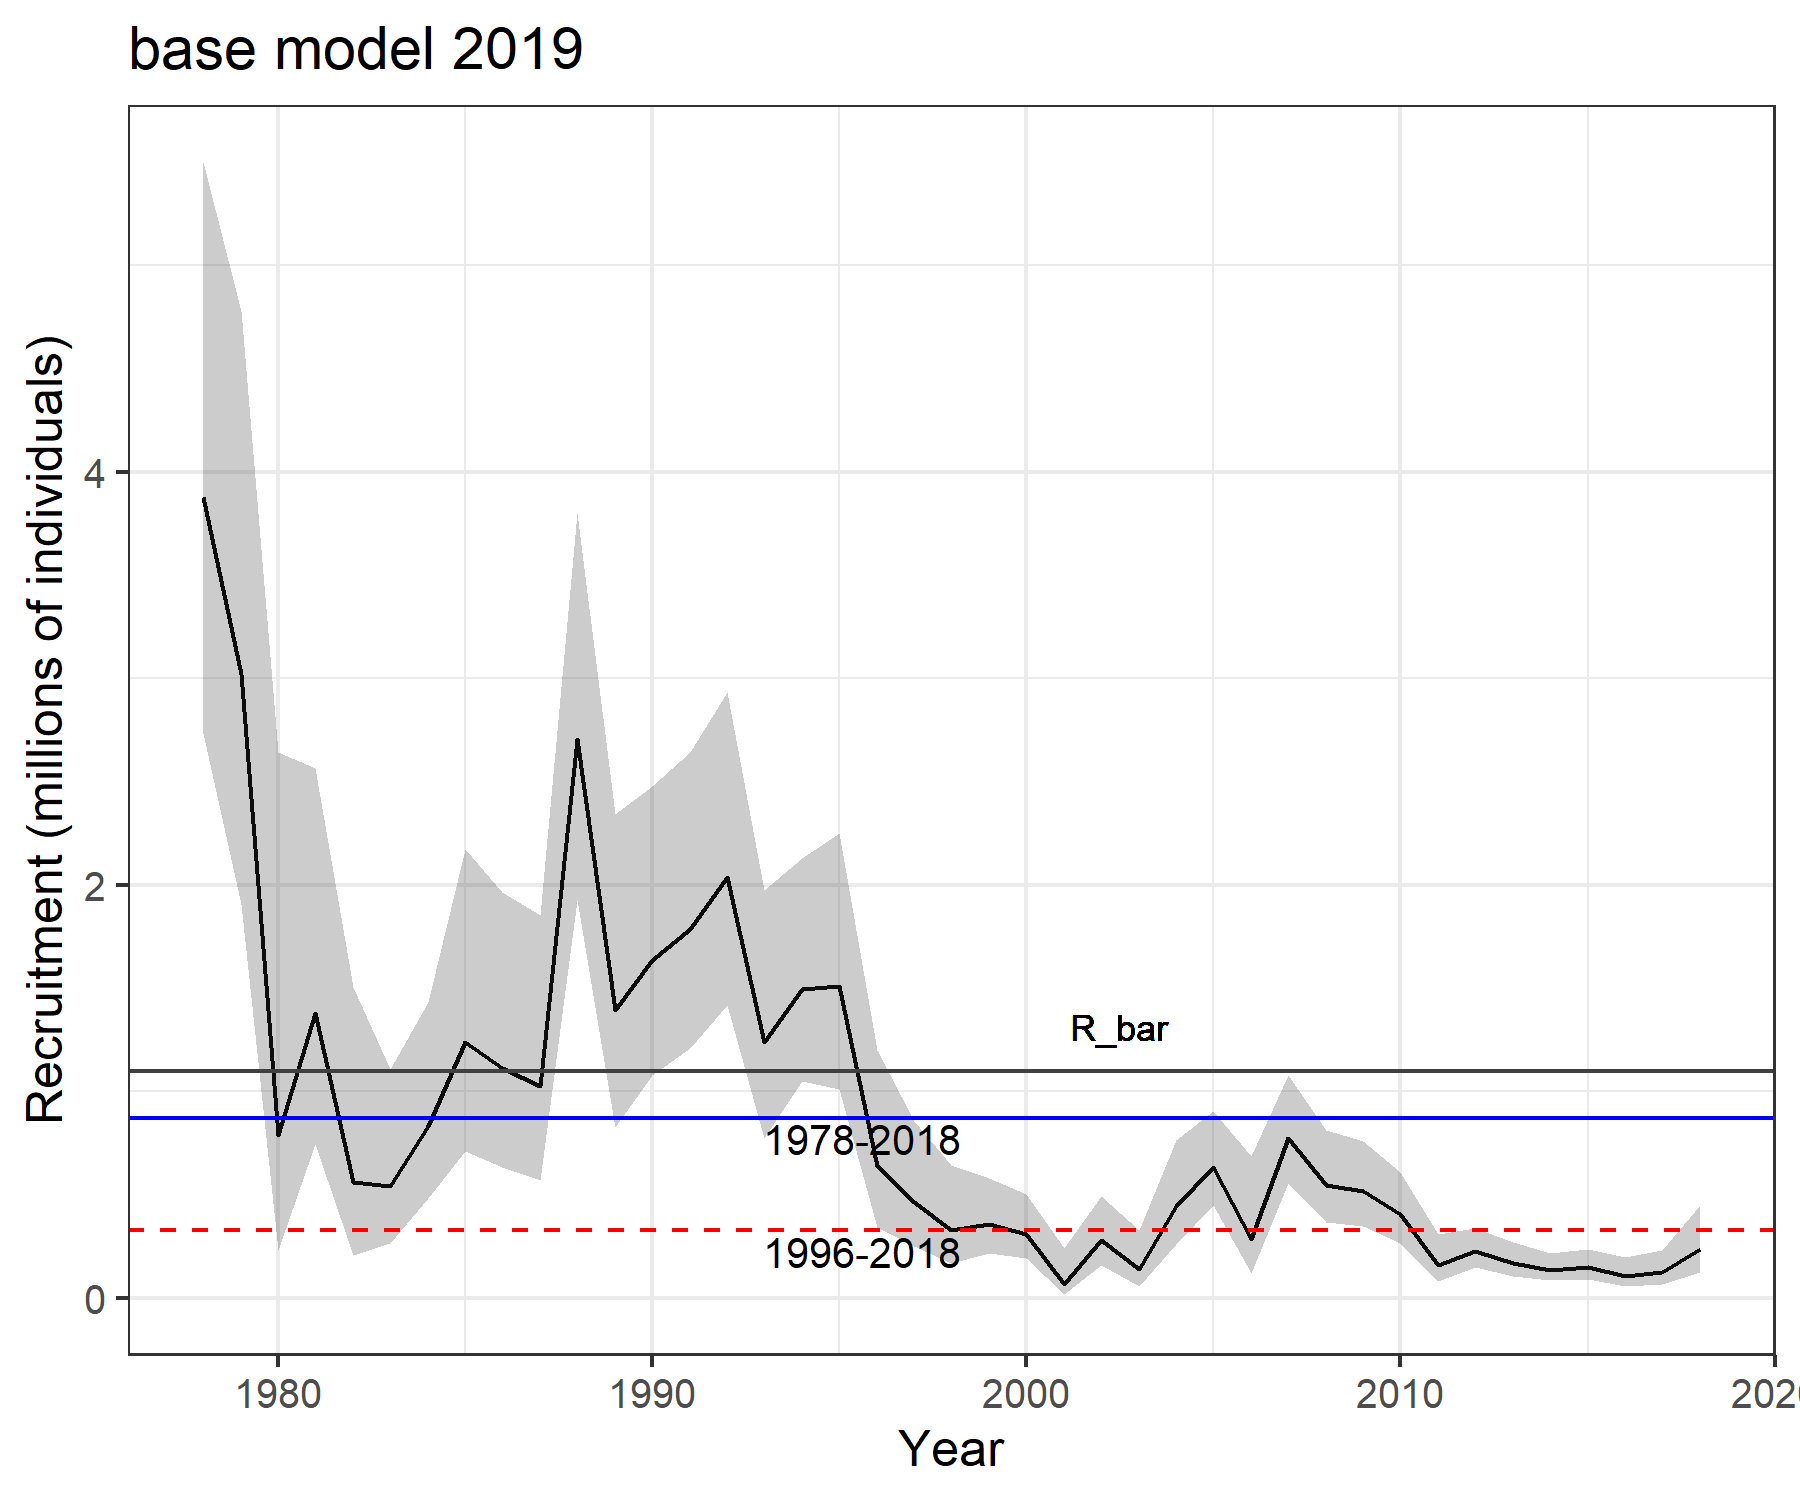 base model 2019
Recruitment (millions of individuals)
4
2
0
R_bar
1978-2018
1996-2018
1980 1990 2000 2010 202
Year